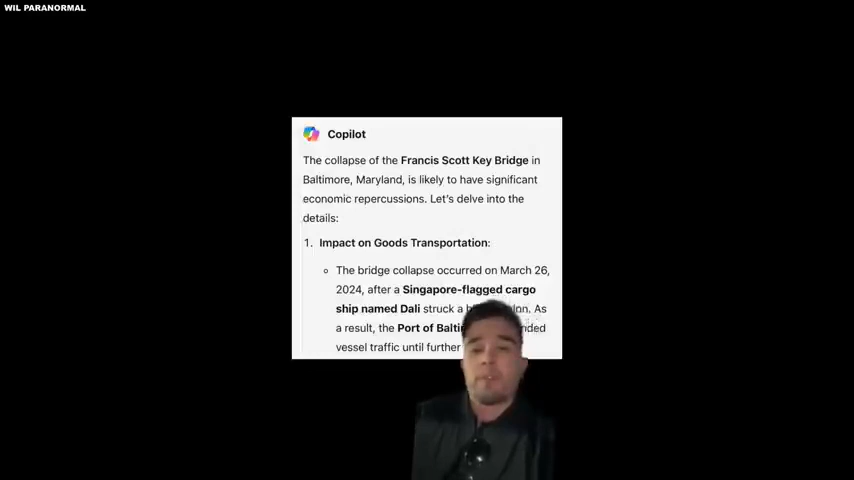 WIL PARANORMAL
Copilot
The collapse of the Francis Scott Key Bridge in
Baltimore, Maryland, is likely to have significant
economic repercussions. Let's delve into the
details:
1. Impact on Goods Transportation:
The bridge collapse occurred on March 26,
2024, after a Singapore-flagged cargo
ship named Dali struck a As
a result, the Port of
vessel traffic until further